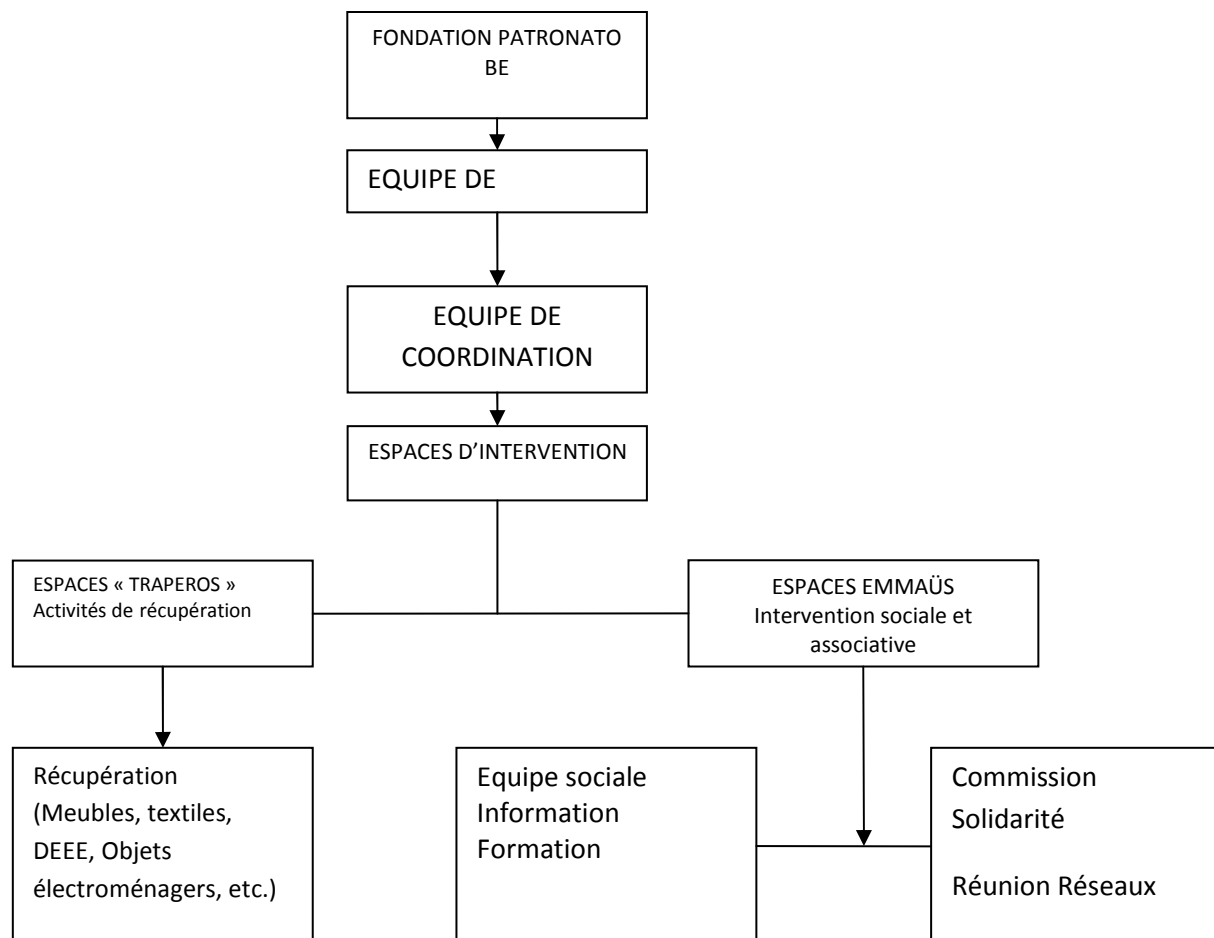 FONDATION PATRONATO
BE
EQUIPE DE
EQUIPE DE
COORDINATION
ESPACES D’INTERVENTION
ESPACES « TRAPEROS »
Activités de récupération
ESPACES EMMAÜS
Intervention sociale et
associative
Récupération
(Meubles, textiles,
DEEE, Objets
électroménagers, etc.)
Equipe sociale
Information
Formation
Commission
Solidarité
Réunion Réseaux